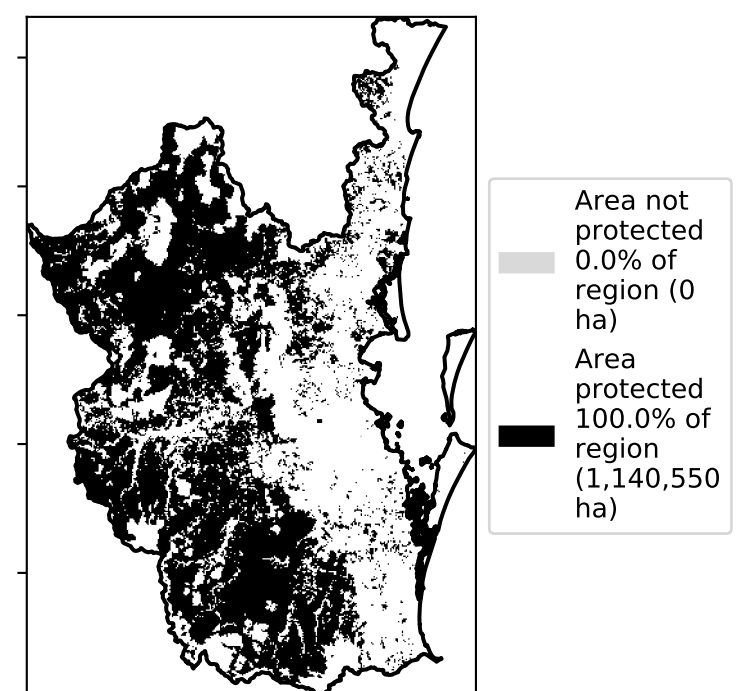 Area not
protected
0.0% of
region (0
ha)
Area
protected
100.0% of
region
(1,140,550
ha)